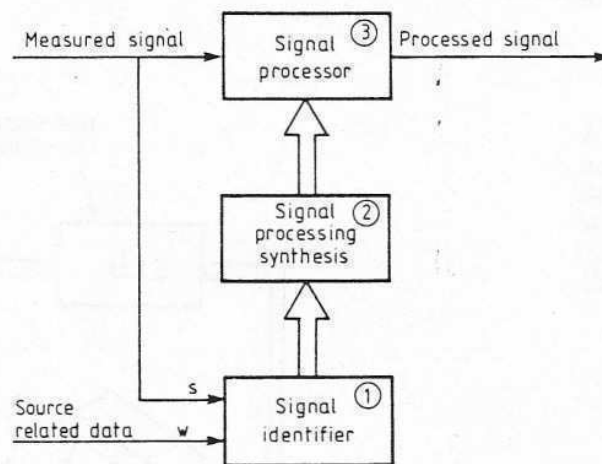 Measured signal
Signal
processor
3
Processed signal
Signal
processing
synthesis
2
s
Source
related data
w
Signal
identifier
1